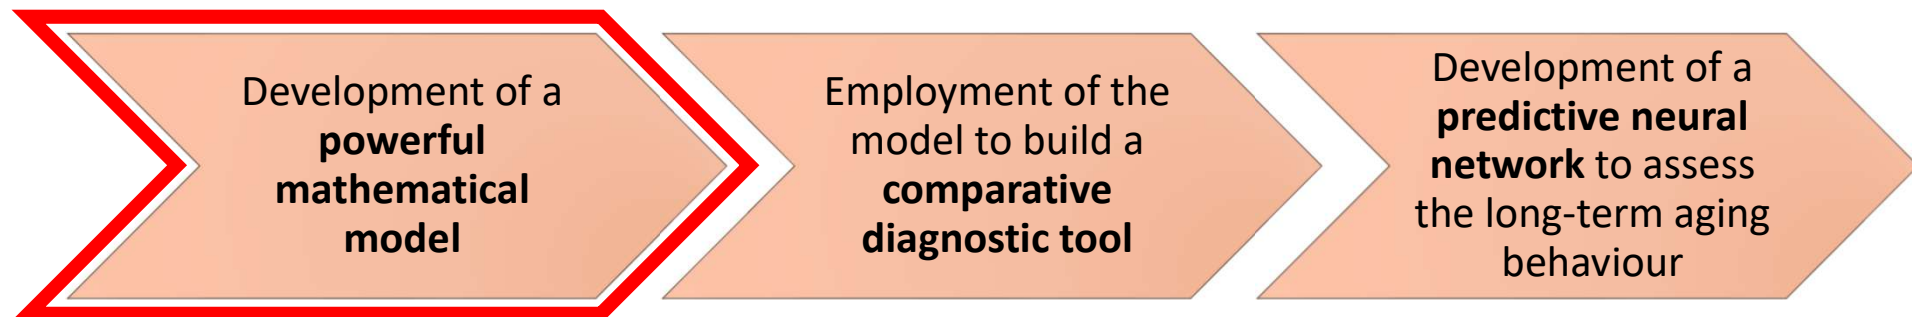 Development of a
powerful
mathematical
model
Employment of the
model to build a
comparative
diagnostic tool
Development of a
predictive neural
network to assess
the long-term aging
behaviour